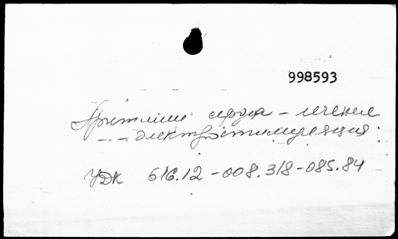 998593
Аритмии сердца – лечение
– „ – электростимуляция.
УДК 616.12-008.318-085.84